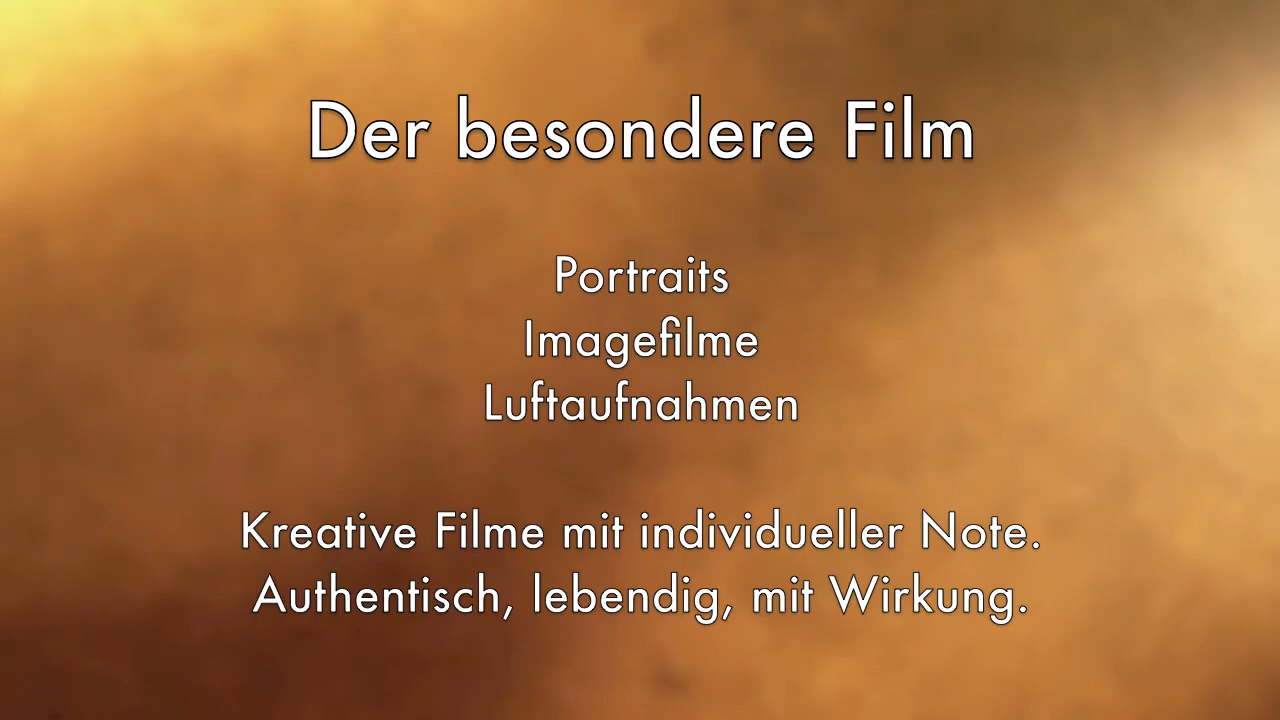 Der besondere Film
Portraits
Imagefilme
Luftaufnahmen
Kreative Filme mit individueller Note.
Authentisch, lebendig, mit Wirkung.